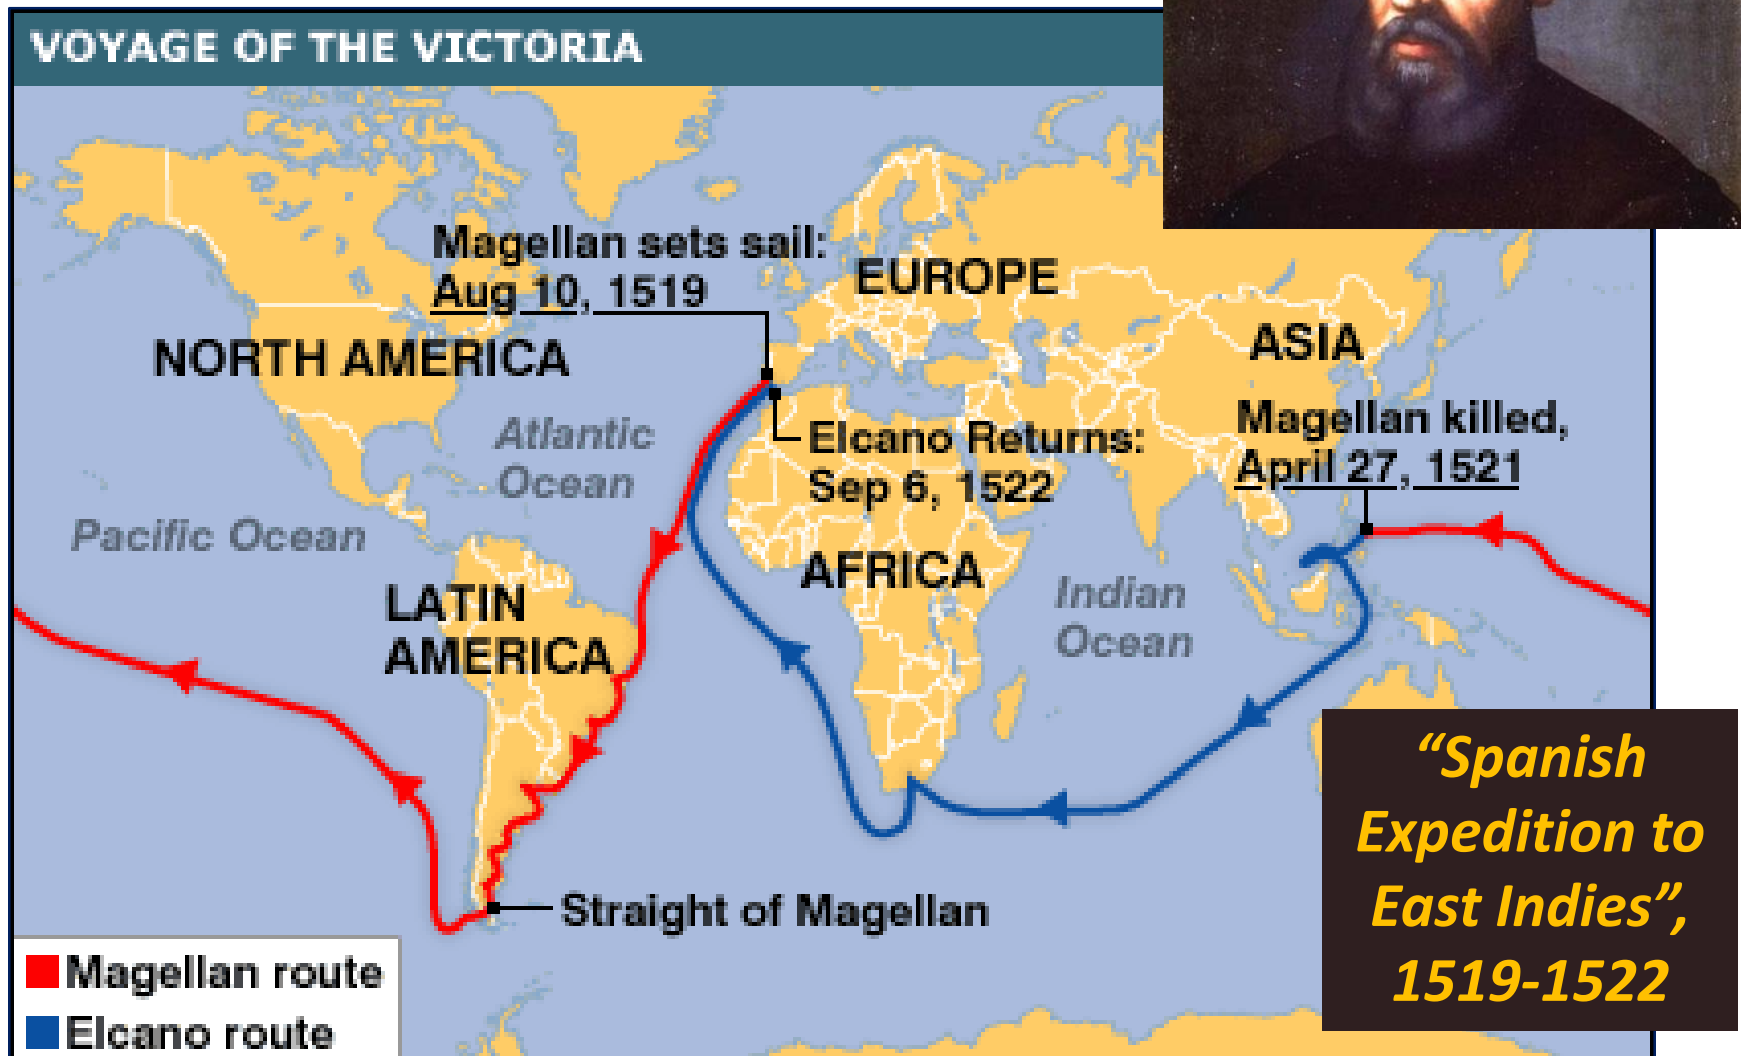 VOYAGE OF THE VICTORIA
Magellan sets sail:
Aug 10, 1519
EUROPE
ASIA
NORTH AMERICA
Atlantic
Ocean
Elcano Returns:
Sep 6, 1522
Magellan killed,
April 27, 1521
Pacific Ocean
AFRICA
Indian
Ocean
LATIN
AMERICA
Straight of Magellan
“Spanish
Expedition to
East Indies”,
1519-1522
Magellan route
Elcano route